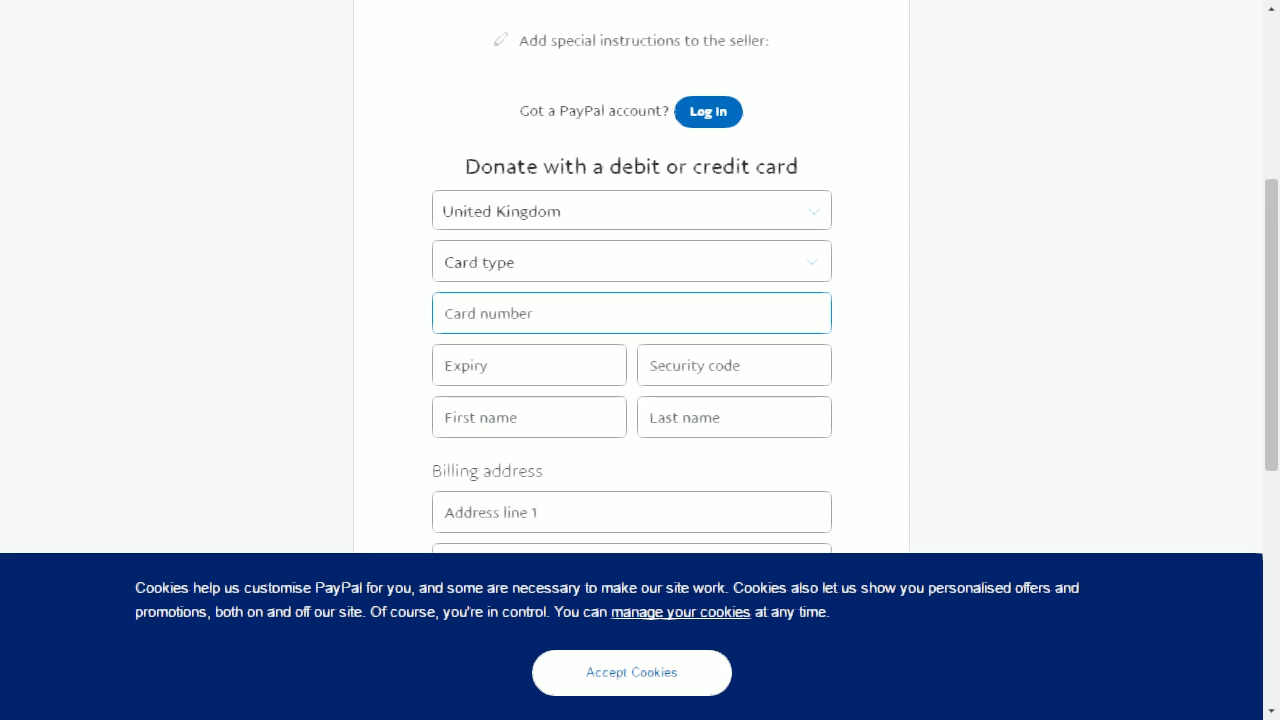 Add special instructions to the seller:
Got a PayPal account? Log in
Donate with a debit or credit card
United Kingdom
Card type
Card number
Expiry Security code
First name Last name
Billing address
Address line 1
Cookies help us customise PayPal for you, and some are necessary to make our site work. Cookies also let us show you personalised offers and
promotions, both on and off our site. Of course, you're in control. You can manage your cookies at any time.
Accept Cookies